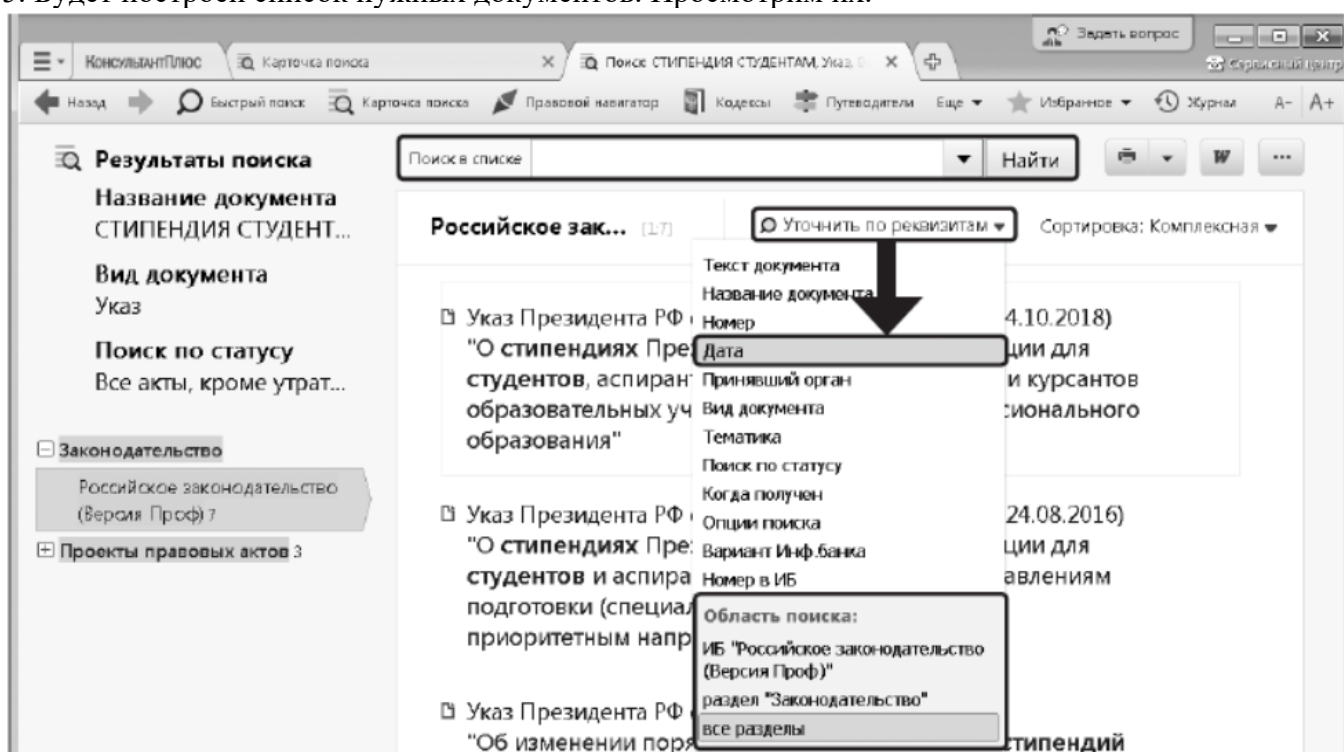 5. Будет построен список нужных документов. Просмотрим их.
Задать вопрос
КонсультантПлюс
Карточка поиска
Поиск: СТИПЕНДИЯ СТУДЕНТАМ, Указ,
Сервисный центр
Назад
Быстрый поиск
Карточка поиска
Правовой навигатор
Кодексы
Путеводители
Еще
Избранное
Журнал
A- A+
Результаты поиска
Поиск в списке
Найти
W
...
Название документа
СТИПЕНДИЯ СТУДЕНТ...
Вид документа
Указ
Поиск по статусу
Все акты, кроме утрат...
Законодательство
Российское законодательство
(Версия Проф) 7
Проекты правовых актов 3
Российское зак... [1:7]
Уточнить по реквизитам
Сортировка: Комплексная
Текст документа
Название документа
Номер
Дата
Принявший орган
Вид документа
Тематика
Поиск по статусу
Когда получен
Опции поиска
Вариант Инф.банка
Номер в ИБ
Область поиска:
ИБ "Российское законодательство
(Версия Проф)"
раздел "Законодательство"
все разделы
Указ Президента РФ 4.10.2018)
"О стипендиях Пре ции для
студентов, аспиран и курсантов
образовательных уч сионального
образования"
Указ Президента РФ 24.08.2016)
"О стипендиях Пре ции для
студентов и аспира авлениям
подготовки (специал
приоритетным напр
Указ Президента РФ
"Об изменении поря стипендий